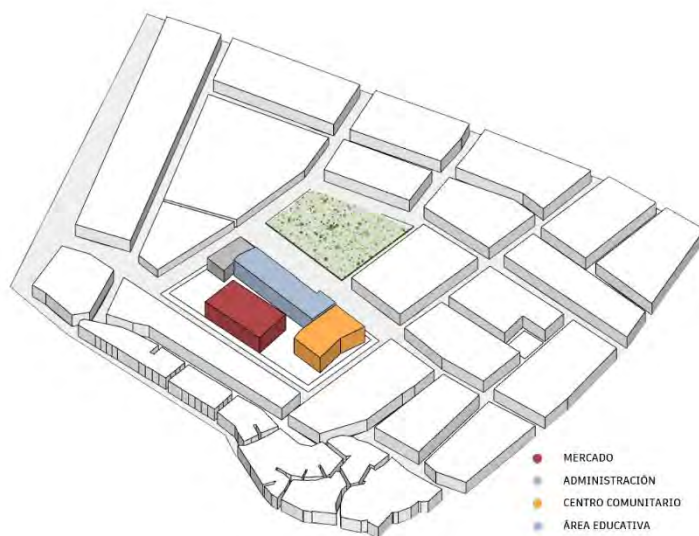 MERCADO
ADMINISTRACIÓN
CENTRO COMUNITARIO
ÁREA EDUCATIVA